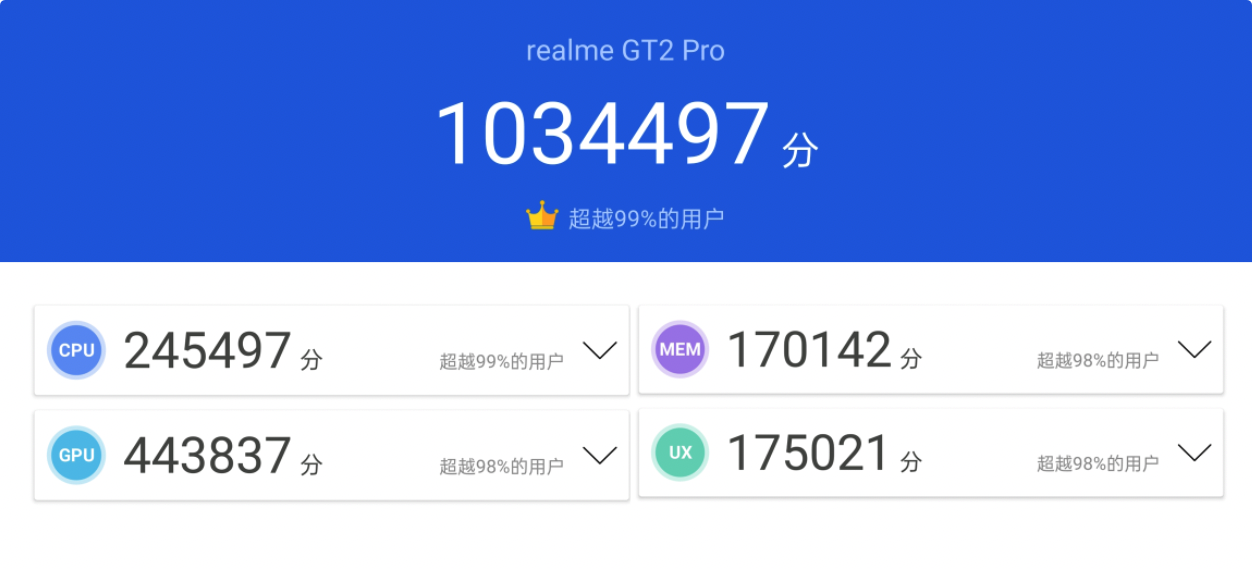 realme GT2 Pro
1034497 分
超越99%的用户
CPU 245497 分 超越99%的用户
MEM 170142 分 超越98%的用户
GPU 443837 分 超越98%的用户
UX 175021 分 超越98%的用户